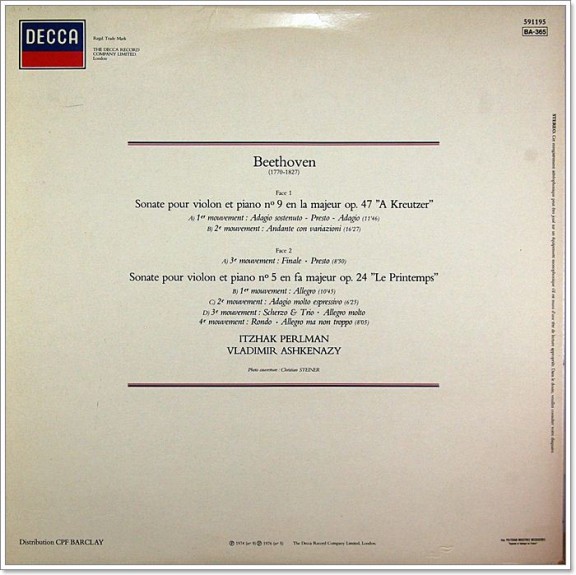 DECCA
Regd. Trade Mark
THE DECCA RECORD
COMPANY LIMITED.
London
591195
BA-365
Beethoven
(1770-1827)
Face 1
Sonate pour violon et piano nº 9 en la majeur op. 47 "A Kreutzer"
A) 1er mouvement : Adagio sostenuto - Presto - Adagio (11'46)
B) 2e mouvement : Andante con variazioni (16'27)
Face 2
A) 3e mouvement : Finale - Presto (8'50)
Sonate pour violon et piano nº 5 en fa majeur op. 24 "Le Printemps"
B) 1er mouvement : Allegro (10'45)
C) 2e mouvement : Adagio molto espressivo (6'25)
D) 3e mouvement : Scherzo & Trio - Allegro molto
4e mouvement : Rondo - Allegro ma non troppo (8'05)
ITZHAK PERLMAN
VLADIMIR ASHKENAZY
Photo couverture : Christian STEINER
STEREO:
Distribution CPF BARCLAY
The Decca Record Company Limited, London.